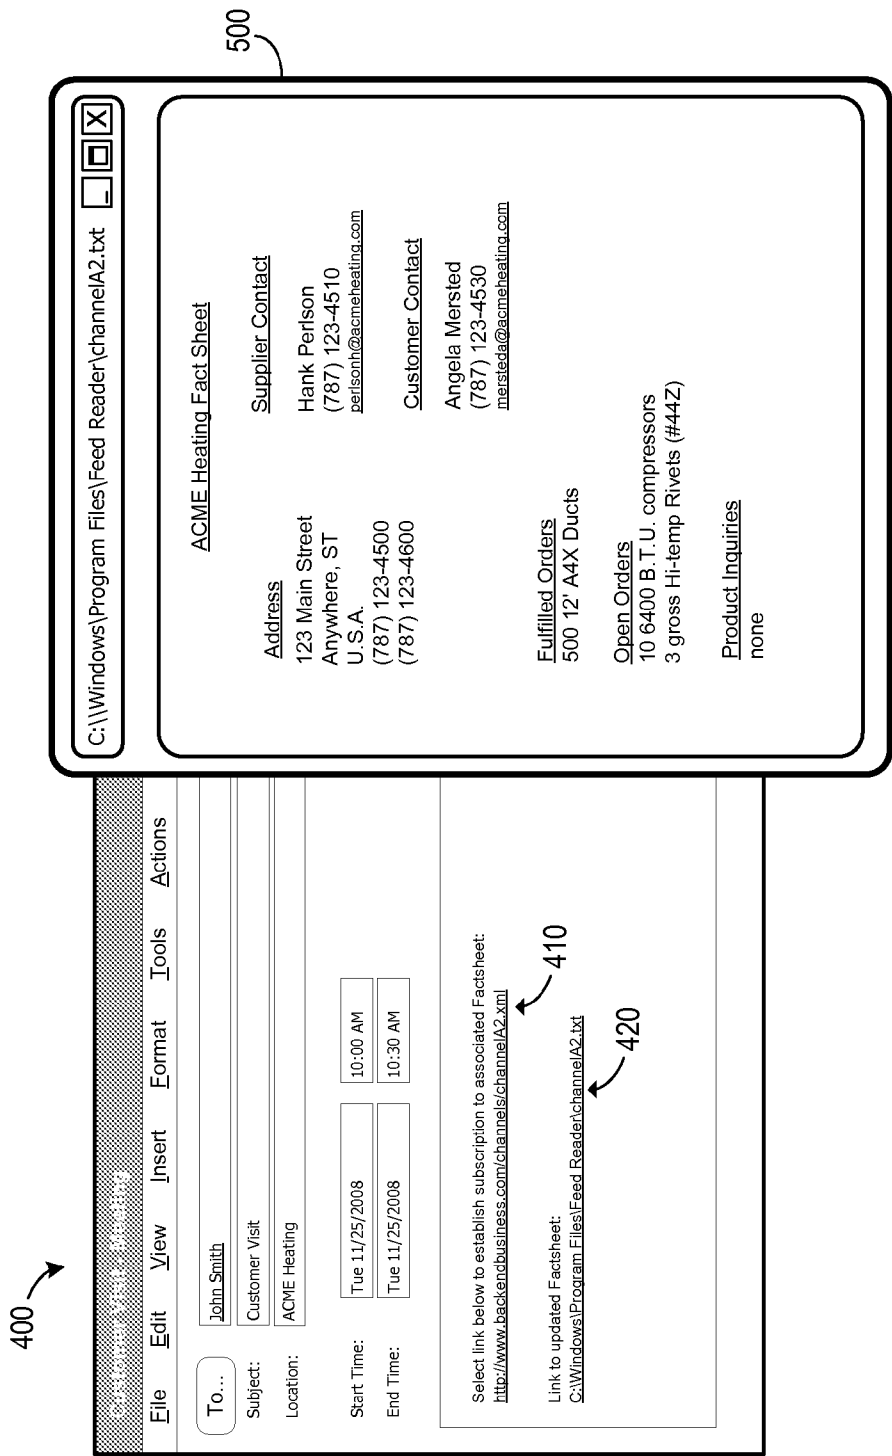 400
Customer Visit- Meeting
File Edit View Insert Format Tools Actions
To... John Smith
Subject: Customer Visit
Location: ACME Heating
Start Time: Tue 11/25/2008 10:00 AM
End Time: Tue 11/25/2008 10:30 AM
Select link below to establish subscription to associated Factsheet:
http://www.backendbusiness.com/channels/channelA2.xml
410
Link to updated Factsheet:
C:\Windows\Program Files\Feed Reader\channelA2.txt
420
500
C:\\Windows\Program Files\Feed Reader\channelA2.txt
ACME Heating Fact Sheet
Address
123 Main Street
Anywhere, ST
U.S.A.
(787) 123-4500
(787) 123-4600
Supplier Contact
Hank Perlson
(787) 123-4510
perlsonh@acmeheating.com
Customer Contact
Angela Mersted
(787) 123-4530
mersteda@acmeheating.com
Fulfilled Orders
500 12' A4X Ducts
Open Orders
10 6400 B.T.U. compressors
3 gross Hi-temp Rivets (#44Z)
Product Inquiries
none